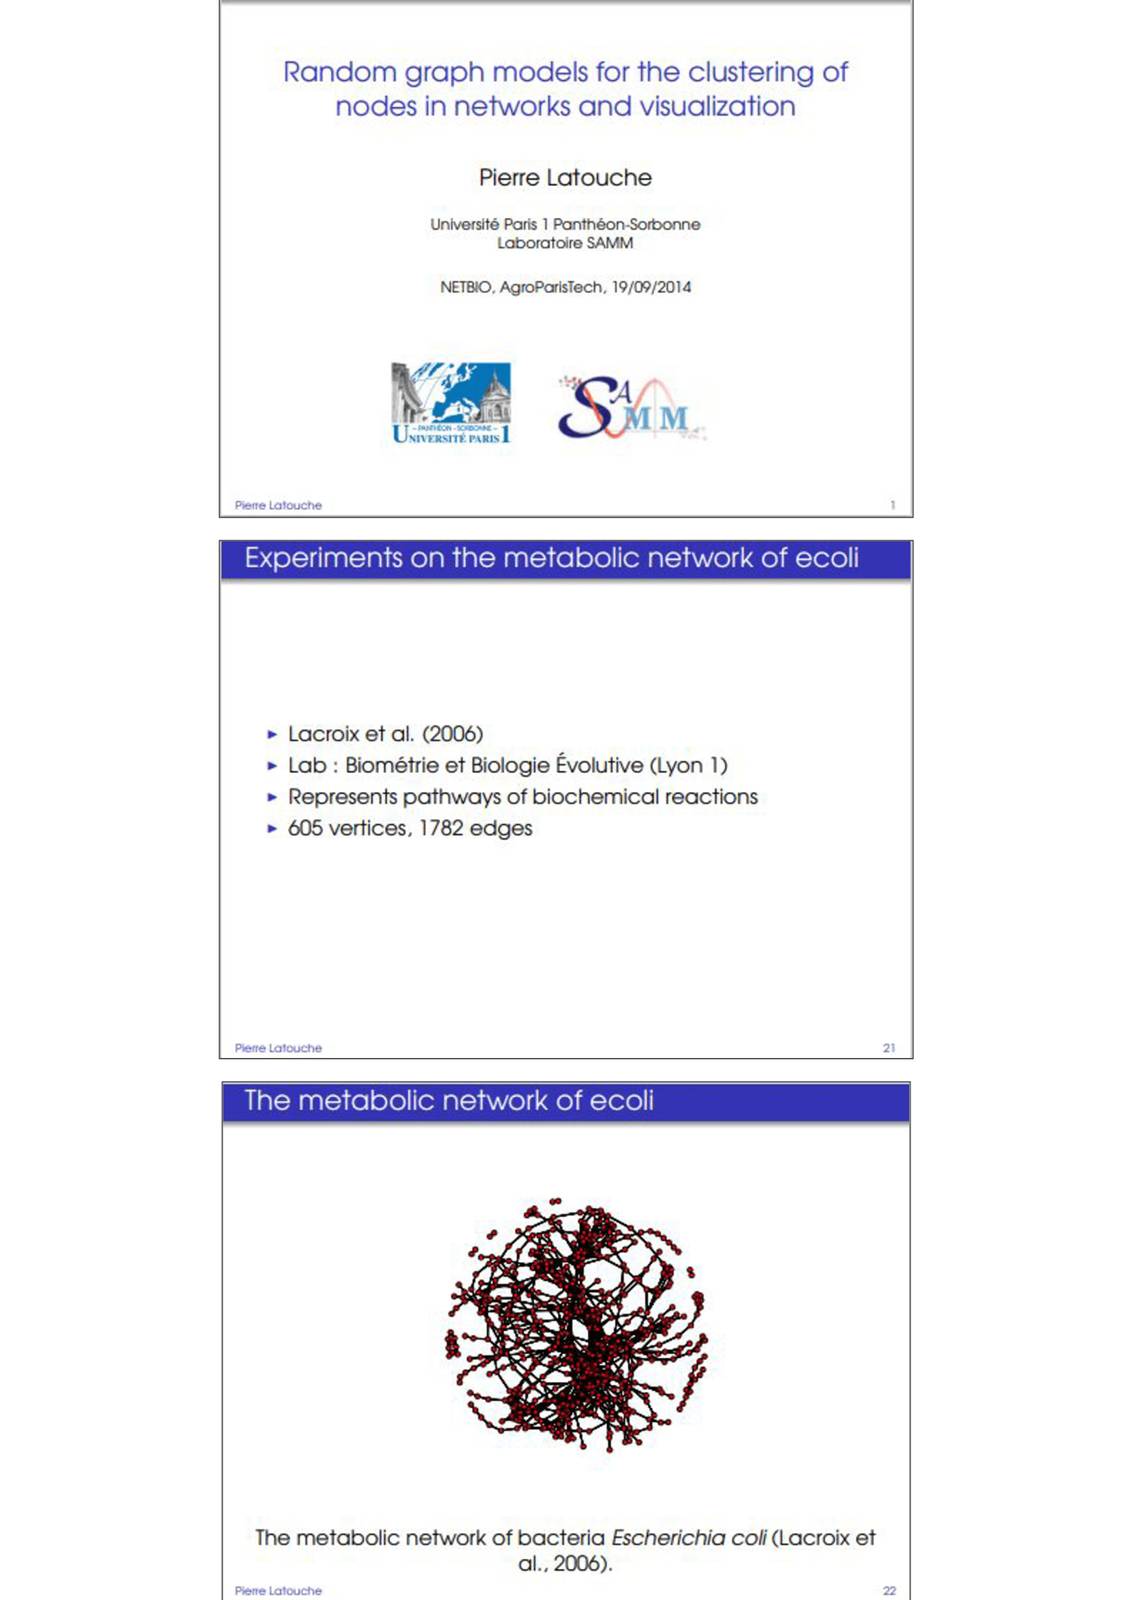 Random graph models for the clustering of
nodes in networks and visualization
Pierre Latouche
Université Paris 1 Panthéon-Sorbonne
Laboratoire SAMM
NETBIO, AgroParisTech, 19/09/2014
– PANTHÉON - SORBONNE –
UNIVERSITÉ PARIS 1
SAMM
Pierre Latouche 1
Experiments on the metabolic network of ecoli
► Lacroix et al. (2006)
► Lab : Biométrie et Biologie Évolutive (Lyon 1)
► Represents pathways of biochemical reactions
► 605 vertices, 1782 edges
Pierre Latouche 21
The metabolic network of ecoli
The metabolic network of bacteria Escherichia coli (Lacroix et
al., 2006).
Pierre Latouche 22